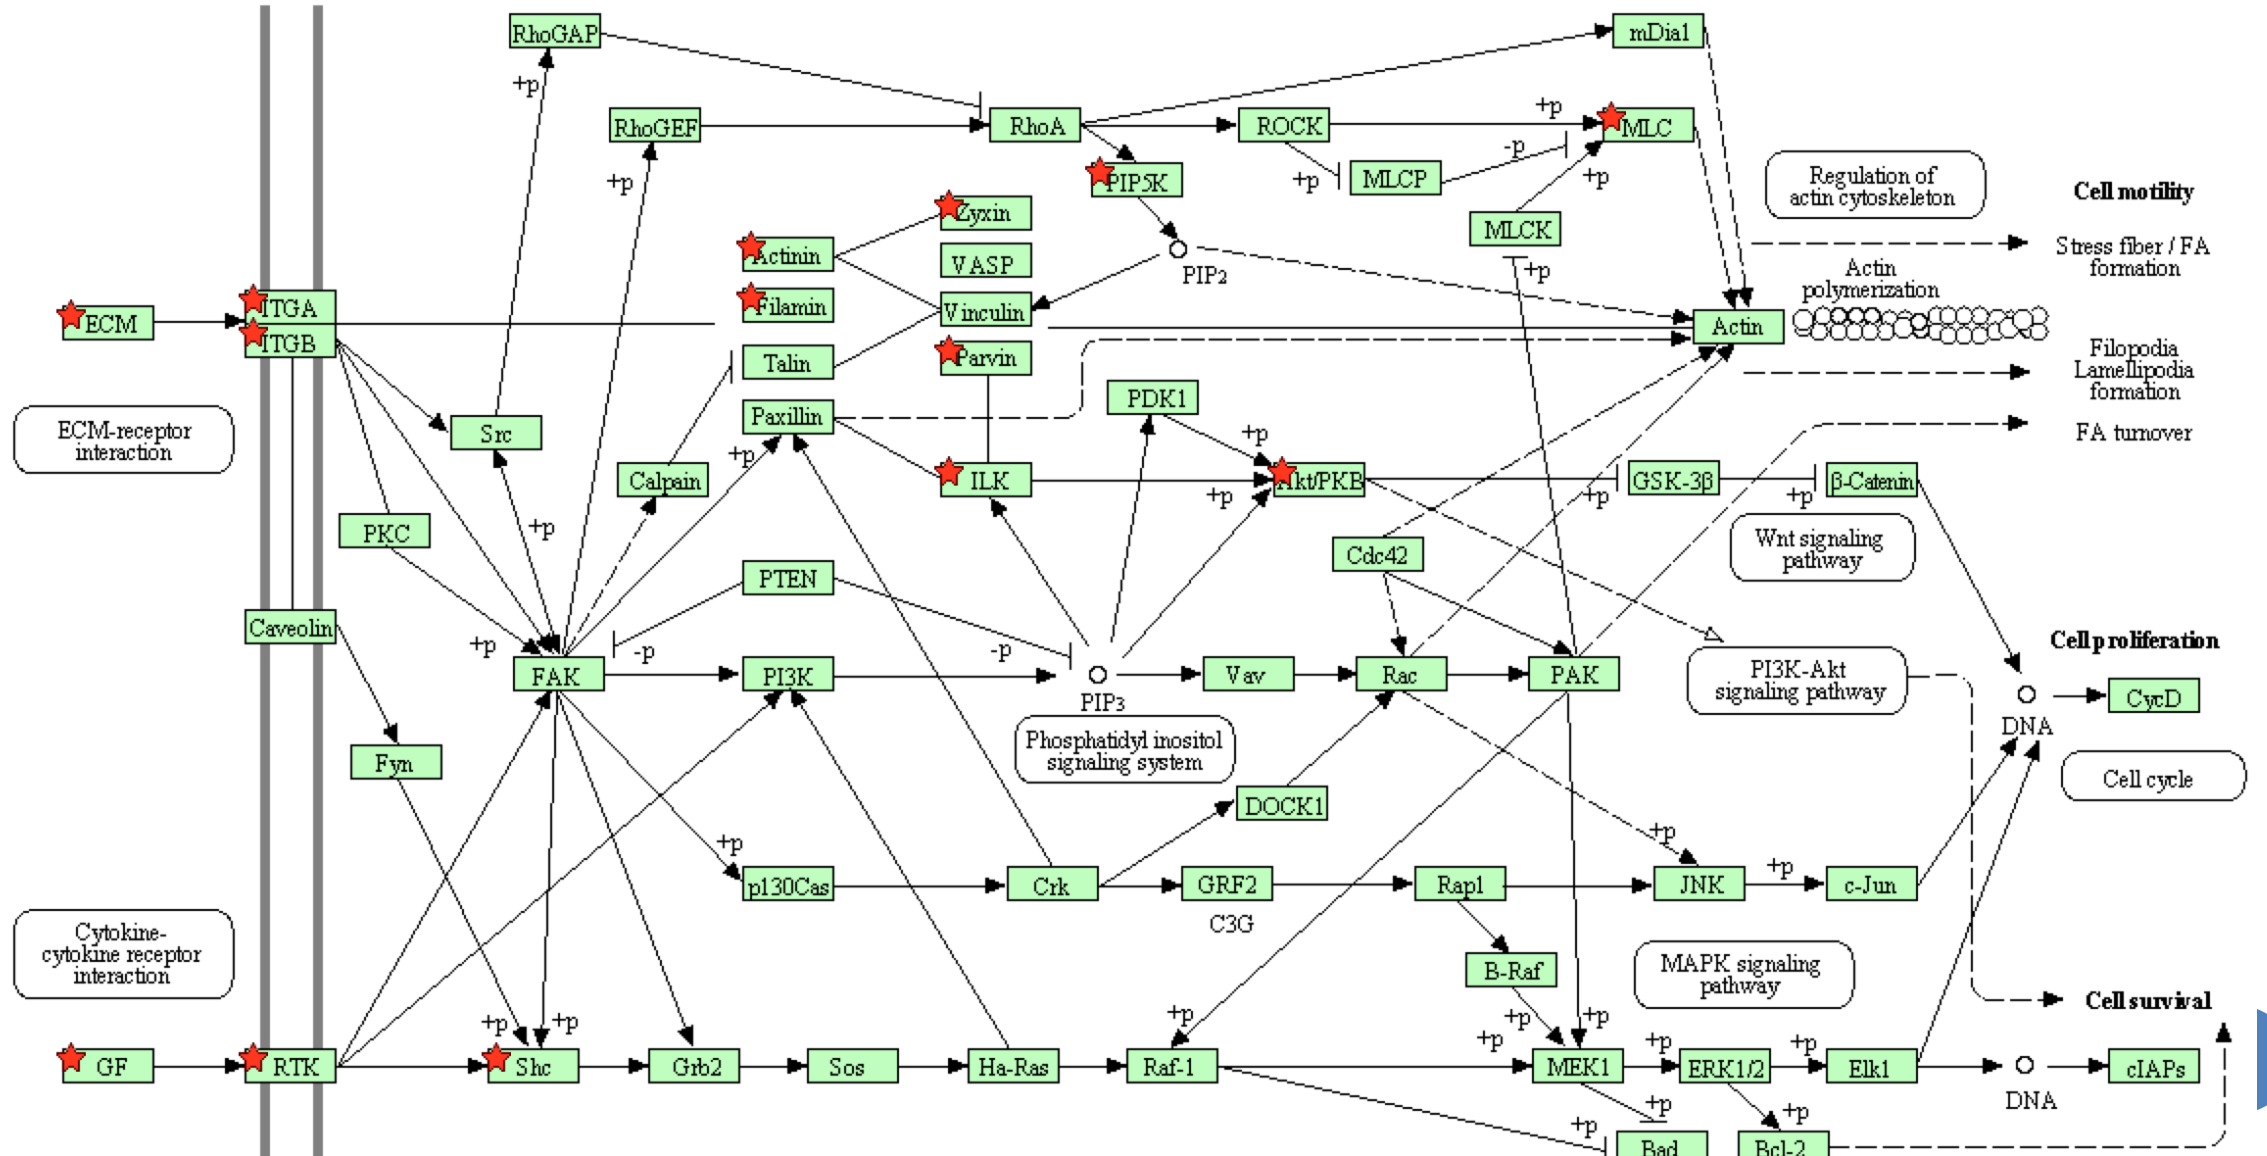 RhoGAP
mDia1
+p
RhoGEF
RhoA
ROCK
+p
MLC
+p
PIP5K
+p
MLCP
-p
+p
Regulation of
actin cytoskeleton
Cell motility
Zyxin
MLCK
Actinin
VASP
PIP2
+p
Stress fiber / FA
formation
Actin
polymerization
ECM
ITGA
ITGB
Filamin
Vinculin
Actin
Talin
Parvin
Filopodia
Lamellipodia
formation
ECM-receptor
interaction
Src
Paxillin
PDK1
FA turnover
+p
+p
Calpain
ILK
+p
Akt/PKB
+p
GSK-3β
+p
β-Catenin
PKC
+p
Cdc42
Wnt signaling
pathway
PTEN
Caveolin
+p
-p
-p
Cell proliferation
FAK
PI3K
PIP3
Vav
Rac
PAK
PI3K-Akt
signaling pathway
CycD
DNA
Fyn
Phosphatidyl inositol
signaling system
Cell cycle
DOCK1
+p
+p
+p
p130Cas
Crk
GRF2
C3G
Rap1
JNK
c-Jun
Cytokine-
cytokine receptor
interaction
B-Raf
MAPK signaling
pathway
Cell survival
+p
+p
+p
+p
+p
+p
+p
+p
GF
RTK
Shc
Grb2
Sos
Ha-Ras
Raf-1
MEK1
ERK1/2
Elk1
cIAPs
DNA
+p
+p
+p
Bad
Bcl-2